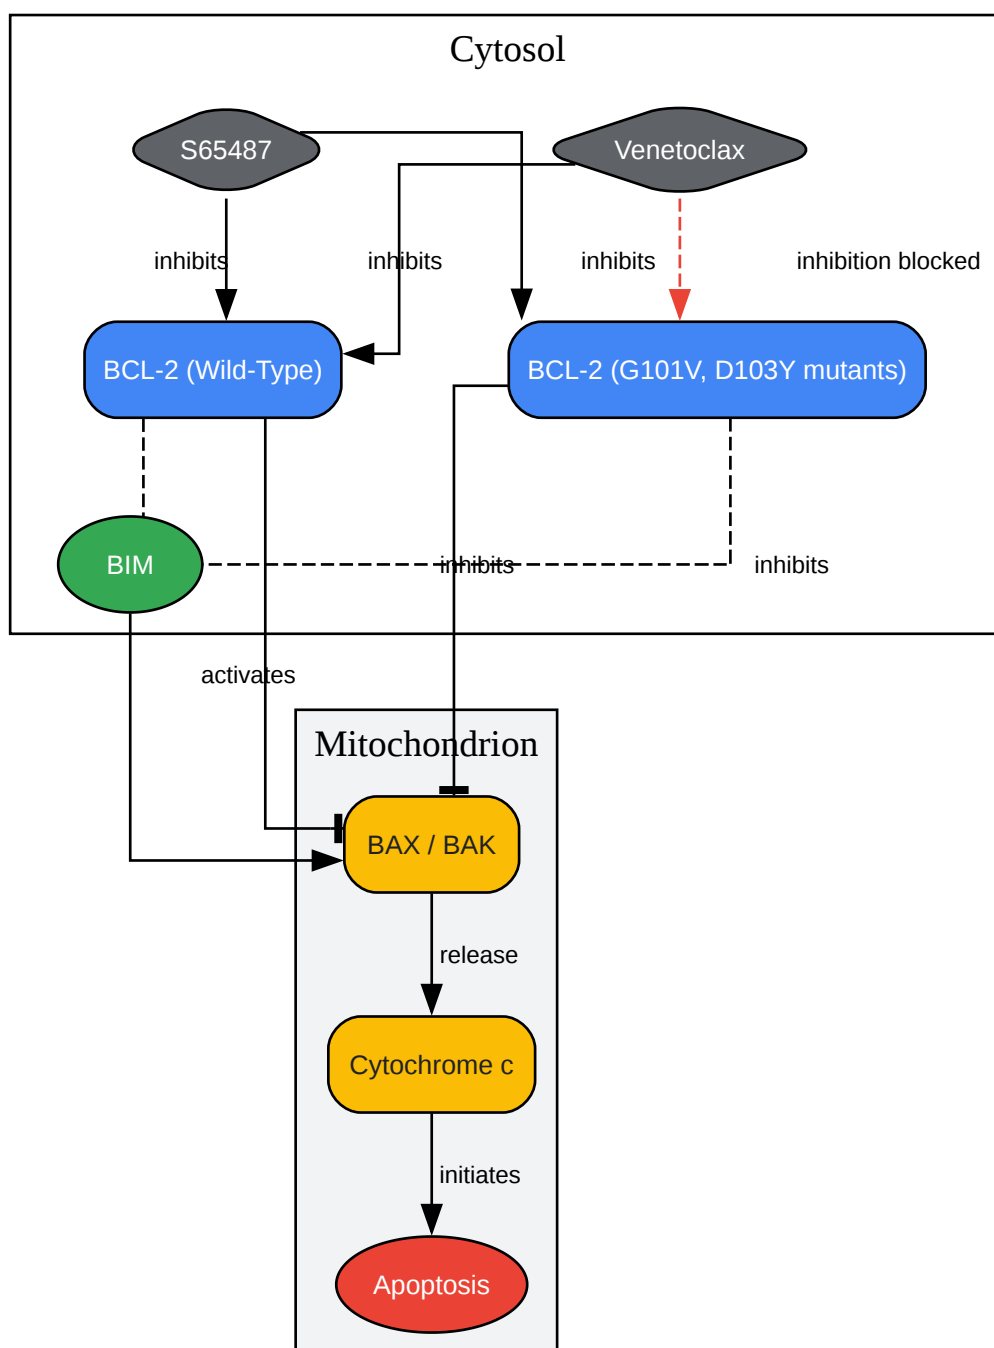 Cytosol
S65487
Venetoclax
inhibits
inhibits
inhibits
inhibition blocked
BCL-2 (Wild-Type)
BCL-2 (G101V, D103Y mutants)
BIM
inhibits
inhibits
activates
Mitochondrion
BAX / BAK
release
Cytochrome c
initiates
Apoptosis